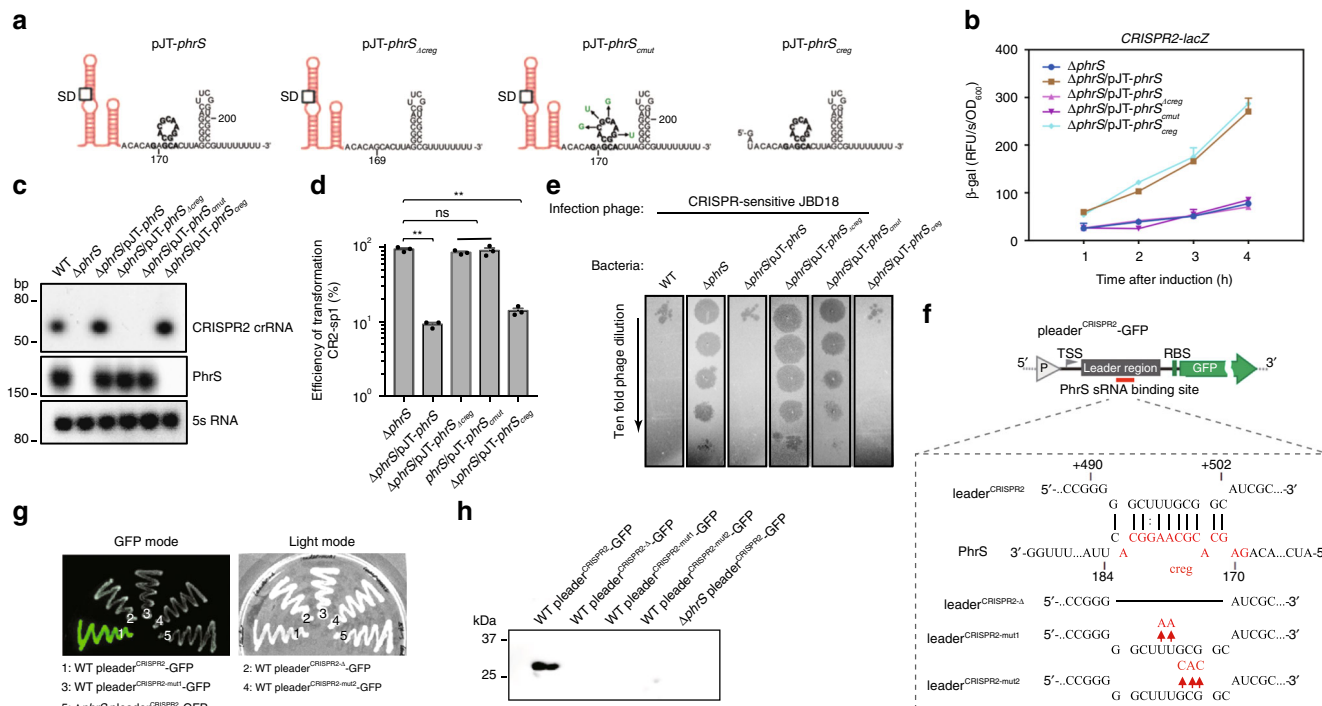 a
pJT-phrS
pJT-phrSΔcreg
pJT-phrScmut
pJT-phrScreg
SD
200
ACACAGAGCACUUAGCGUUUUUUUU -3'
170
SD
200
169
SD
G
U
G
U
200
170
5'-G
200
170
b
CRISPR2-lacZ
β-gal (RFU/s/OD600)
400
300
200
100
0
1 2 3 4
Time after induction (h)
ΔphrS
ΔphrS/pJT-phrS
ΔphrS/pJT-phrSΔcreg
ΔphrS/pJT-phrScmut
ΔphrS/pJT-phrScreg
c
WT
ΔphrS
ΔphrS/pJT-phrS
ΔphrS/pJT-phrSΔcreg
ΔphrS/pJT-phrScmut
ΔphrS/pJT-phrScreg
bp
80
50
CRISPR2 crRNA
150
PhrS
80
5s RNA
d
**
ns
**
Efficiency of transformation
CR2-sp1 (%)
10²
10¹
10⁰
ΔphrS
ΔphrS/pJT-phrS
ΔphrS/pJT-phrSΔcreg
phrS/pJT-phrScmut
ΔphrS/pJT-phrScreg
e
Infection phage:
CRISPR-sensitive JBD18
Bacteria:
WT
ΔphrS
ΔphrS/pJT-phrS
ΔphrS/pJT-phrSΔcreg
ΔphrS/pJT-phrScmut
ΔphrS/pJT-phrScreg
Ten fold phage dilution
f
pleaderCRISPR2-GFP
5' P TSS Leader region RBS GFP 3'
PhrS sRNA binding site
+490 +502
leaderCRISPR2 5'-..CCGGG AUCGC...-3'
G GCUUUGCG GC
:
C CGGAACGC CG
PhrS 3'-GUUU...AUU A A AGACA...CUA-5
creg
184 170
leaderCRISPR2-Δ 5'-..CCGGG AUCGC...-3'
AA
leaderCRISPR2-mut1 5'-..CCGGG AUCGC...-3'
G GCUUUGCG GC
CAC
leaderCRISPR2-mut2 5'-..CCGGG AUCGC...-3'
G GCUUUGCG GC
g
GFP mode
Light mode
1 2 3 4 5
1 2 3 4 5
1: WT pleaderCRISPR2-GFP
2: WT pleaderCRISPR2-Δ-GFP
3: WT pleaderCRISPR2-mut1-GFP
4: WT pleaderCRISPR2-mut2-GFP
5: ΔphrS pleaderCRISPR2-GFP
h
WT pleaderCRISPR2-GFP
WT pleaderCRISPR2-Δ-GFP
WT pleaderCRISPR2-mut1-GFP
WT pleaderCRISPR2-mut2-GFP
ΔphrS pleaderCRISPR2-GFP
kDa
37
25